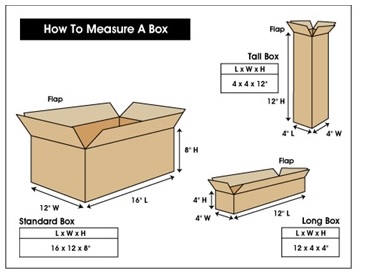 How To Measure A Box
Flap
Tall Box
L x W x H
4 x 4 x 12"
12" H
4" L
4" W
Flap
8" H
12" W
16" L
Standard Box
L x W x H
16 x 12 x 8"
Flap
4" H
4" W
12" L
Long Box
L x W x H
12 x 4 x 4"